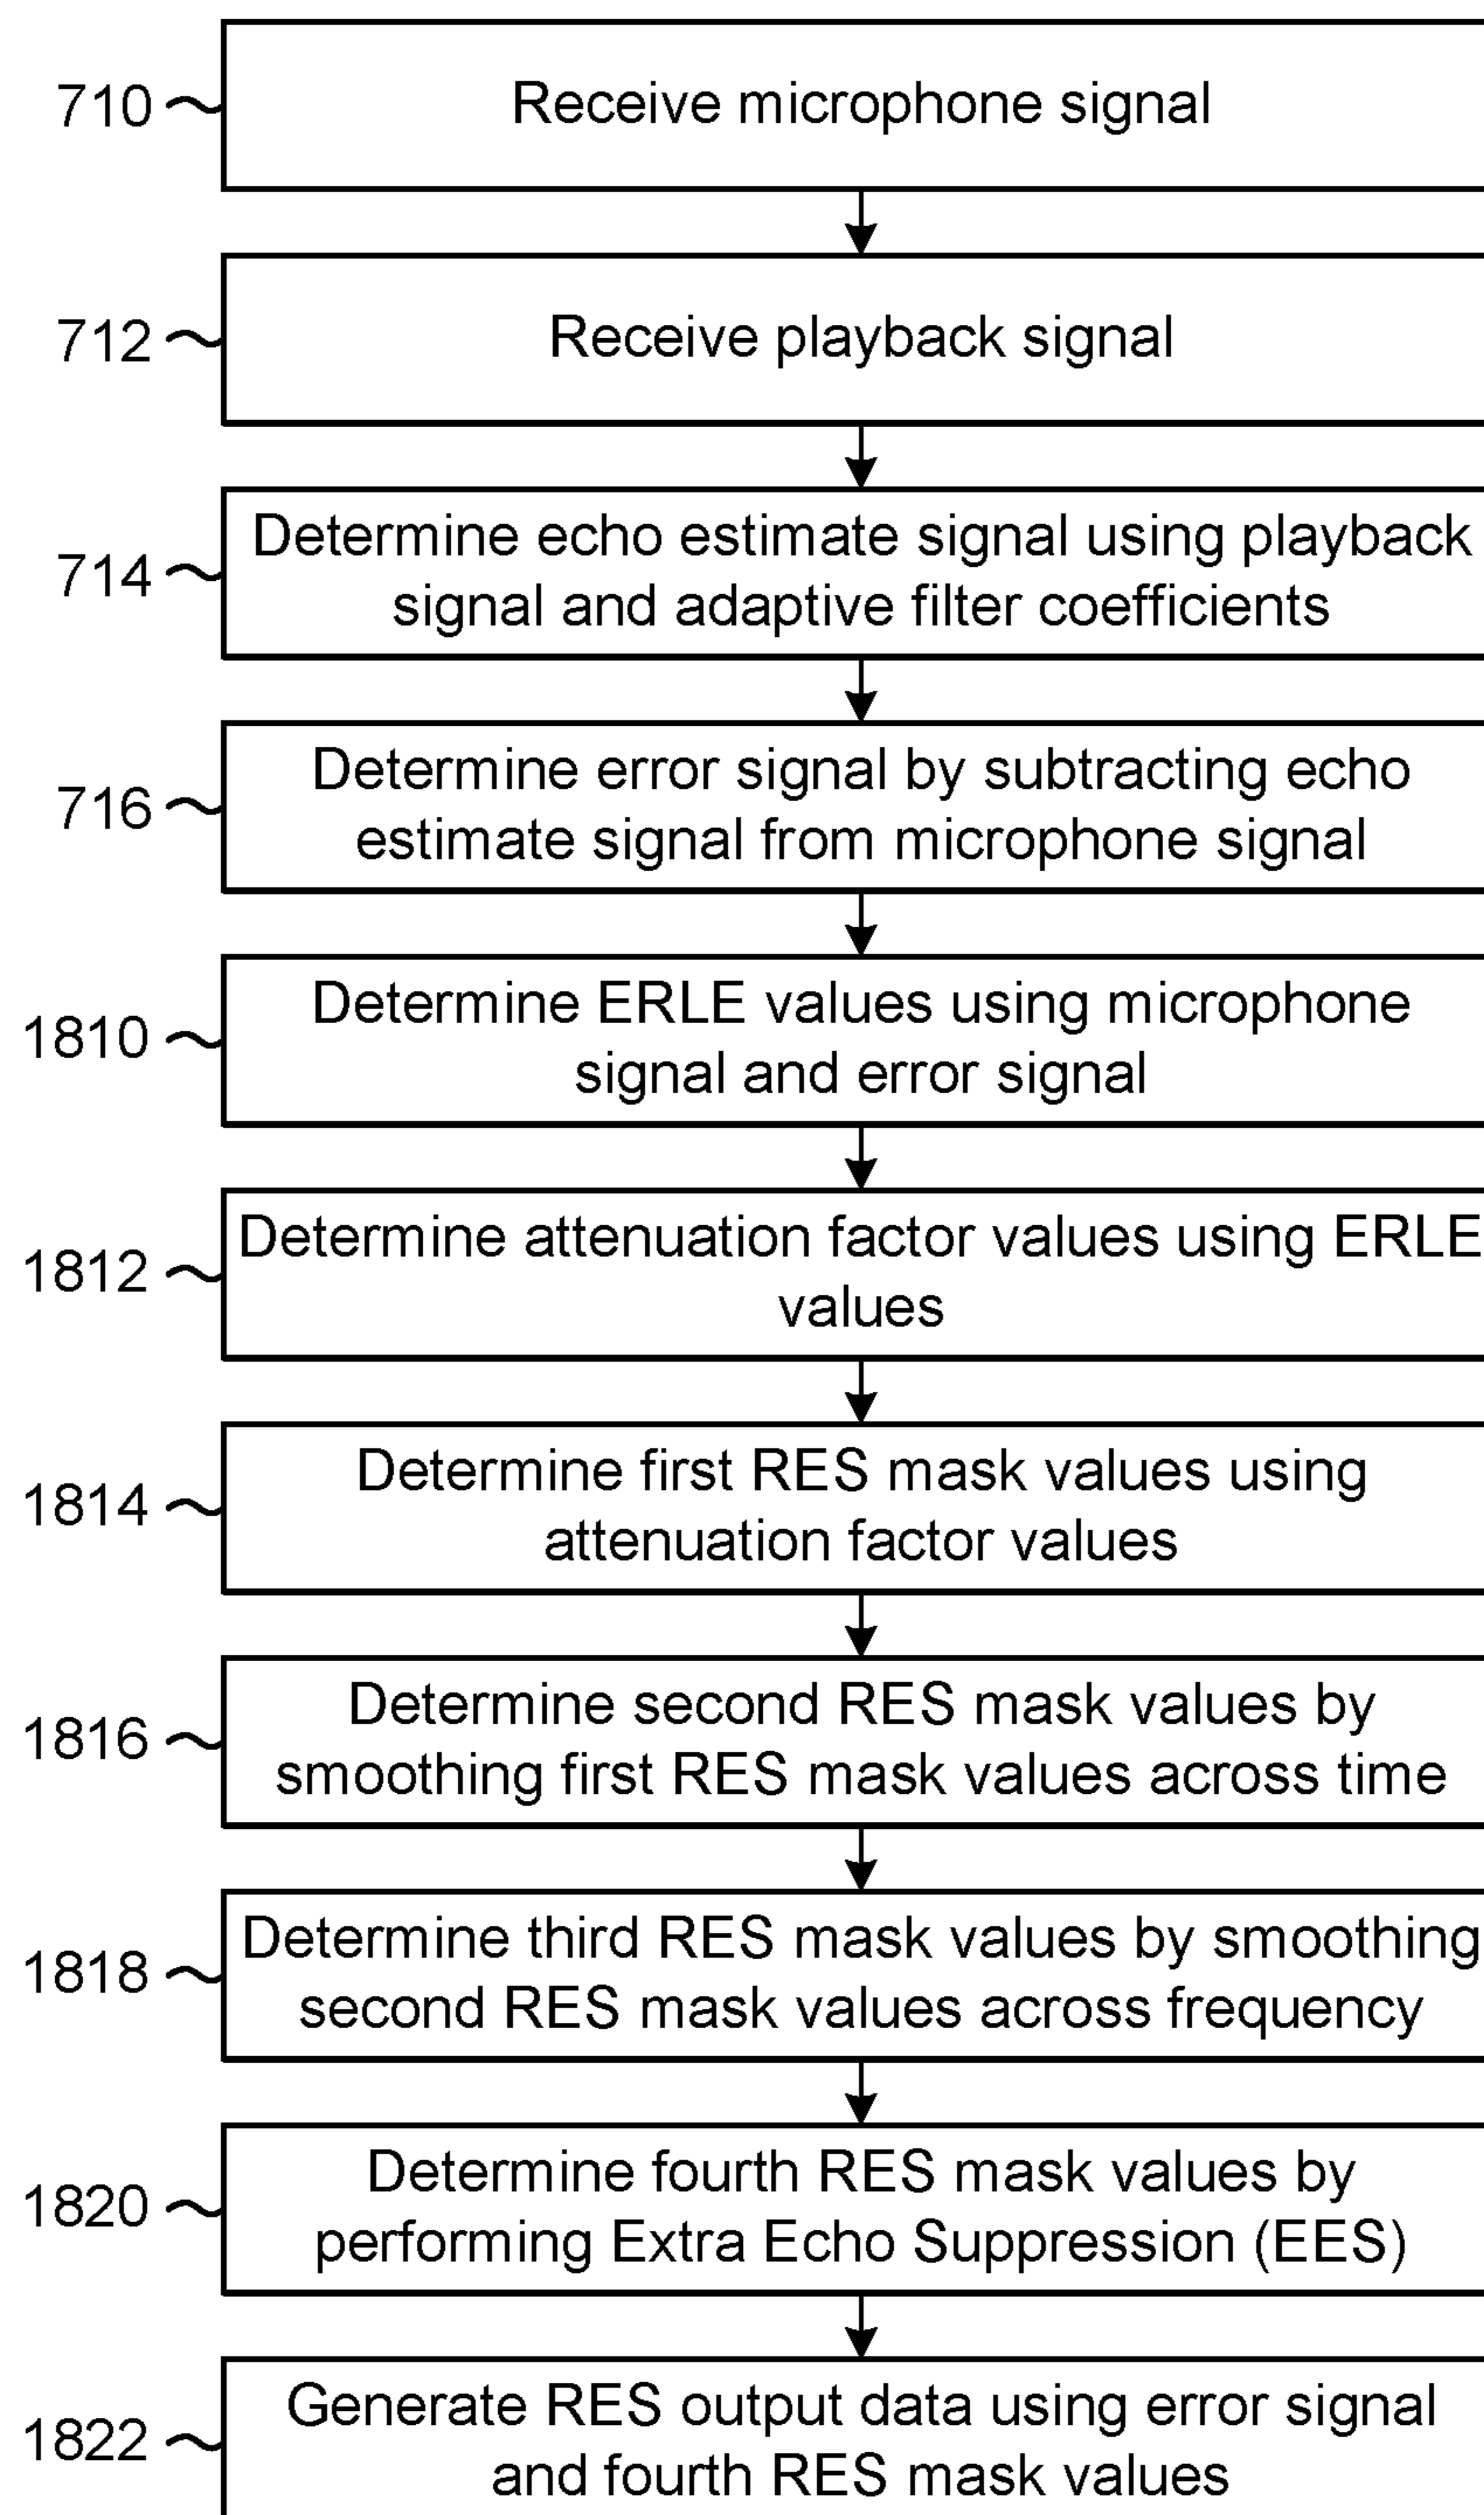 710
Receive microphone signal
712
Receive playback signal
714
Determine echo estimate signal using playback
signal and adaptive filter coefficients
716
Determine error signal by subtracting echo
estimate signal from microphone signal
1810
Determine ERLE values using microphone
signal and error signal
1812
Determine attenuation factor values using ERLE
values
1814
Determine first RES mask values using
attenuation factor values
1816
Determine second RES mask values by
smoothing first RES mask values across time
1818
Determine third RES mask values by smoothing
second RES mask values across frequency
1820
Determine fourth RES mask values by
performing Extra Echo Suppression (EES)
1822
Generate RES output data using error signal
and fourth RES mask values